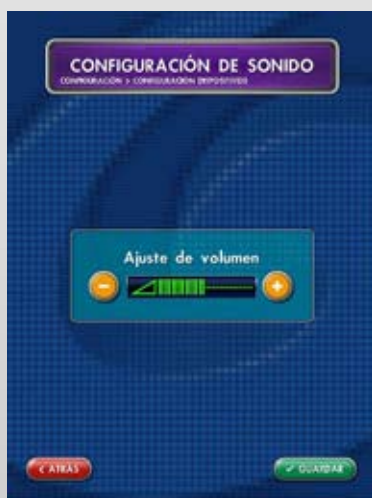 CONFIGURACIÓN DE SONIDO
CONFIGURACIÓN > CONFIGURACIÓN DISPOSITIVOS
Ajuste de volumen
< ATRÁS
✓ GUARDAR